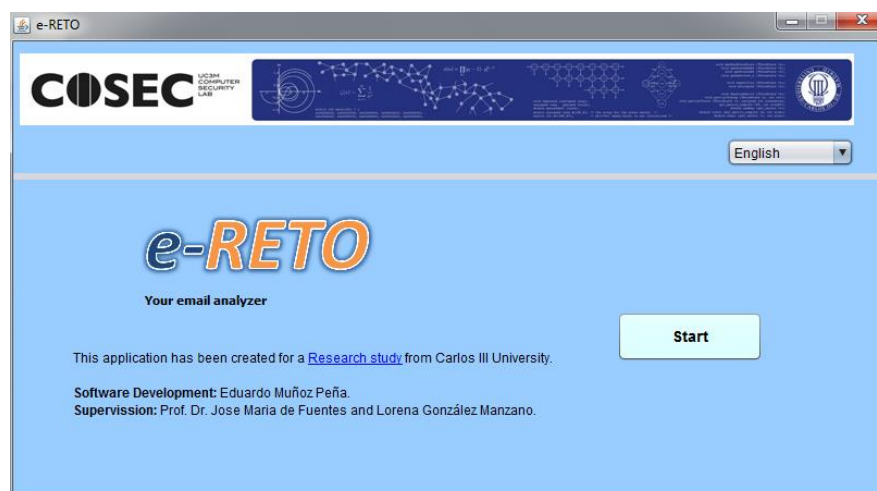 e-RETO
COSEC UC3M COMPUTER SECURITY LAB
English
e-RETO
Your email analyzer
Start
This application has been created for a Research study from Carlos III University.
Software Development: Eduardo Muñoz Peña.
Supervission: Prof. Dr. Jose Maria de Fuentes and Lorena González Manzano.